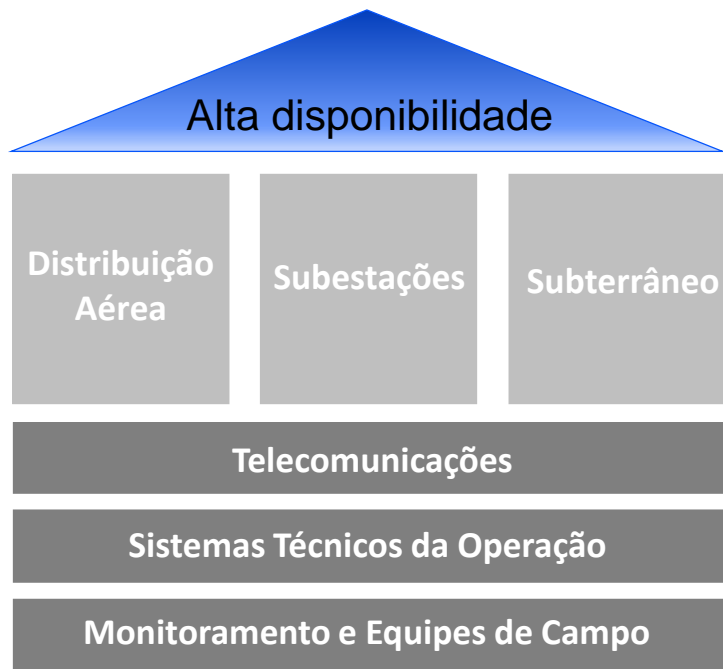 Alta disponibilidade
Distribuição
Aérea
Subestações
Subterrâneo
Telecomunicações
Sistemas Técnicos da Operação
Monitoramento e Equipes de Campo